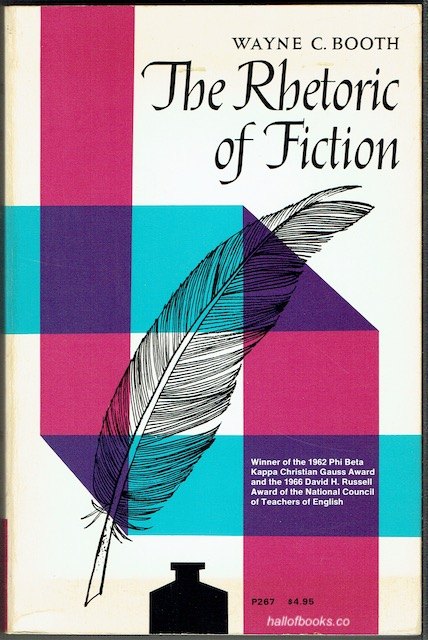 WAYNE C. BOOTH
The Rhetoric
of Fiction
Winner of the 1962 Phi Beta
Kappa Christian Gauss Award
and the 1966 David H. Russell
Award of the National Council
of Teachers of English
P267 $4.95
hallofbooks.co